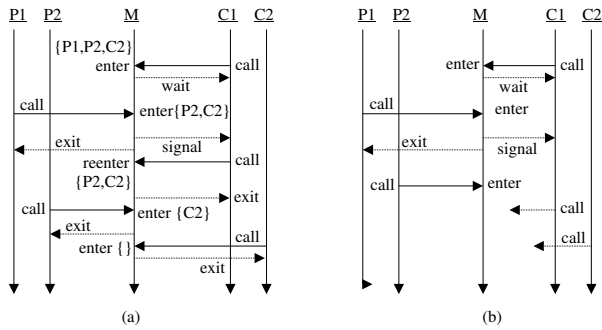 P1 P2 M C1 C2
{P1,P2,C2}
enter call
wait
call enter{P2,C2}
exit signal
reenter call
{P2,C2}
exit
call enter {C2}
exit
enter {} call
exit
(a)
P1 P2 M C1 C2
enter call
wait
call enter
exit signal
call enter
call
call
(b)